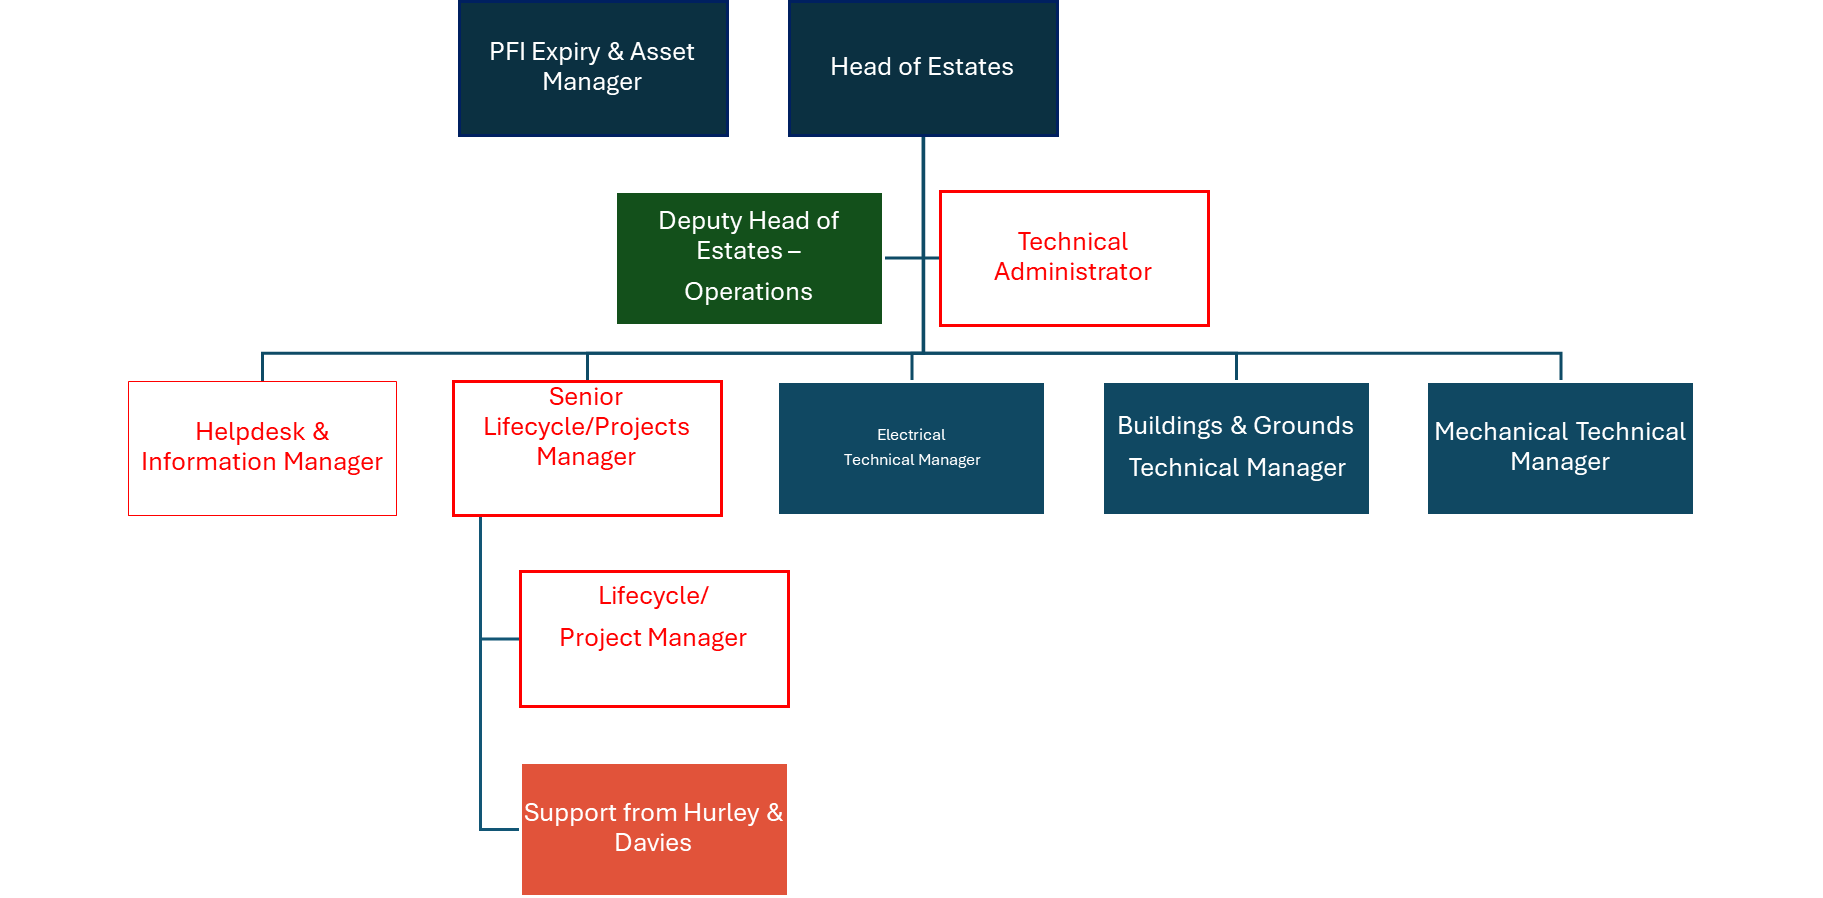 PFI Expiry & Asset
Manager
Head of Estates
Deputy Head of
Estates –
Operations
Technical
Administrator
Helpdesk &
Information Manager
Senior
Lifecycle/Projects
Manager
Electrical
Technical Manager
Buildings & Grounds
Technical Manager
Mechanical Technical
Manager
Lifecycle/
Project Manager
Support from Hurley &
Davies